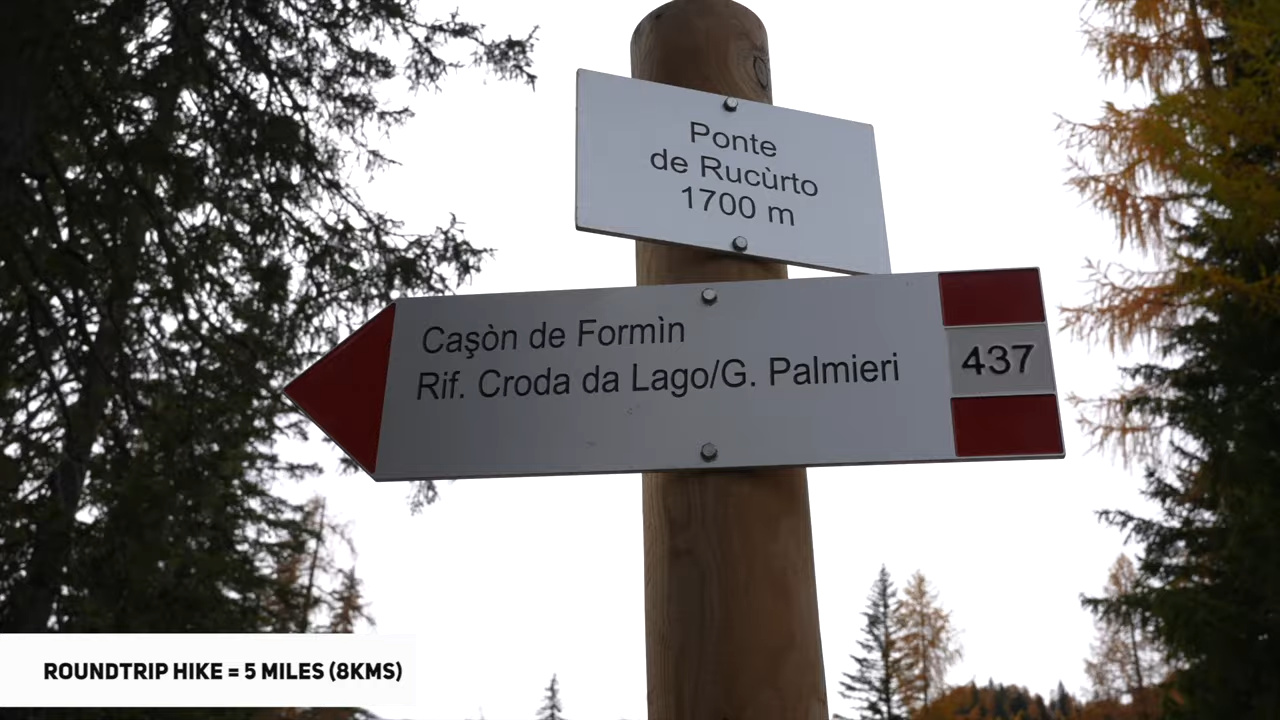 Ponte
de Rucùrto
1700 m
Caşòn de Formìn
Rif. Croda da Lago/G. Palmieri
437
ROUNDTRIP HIKE = 5 MILES (8KMS)